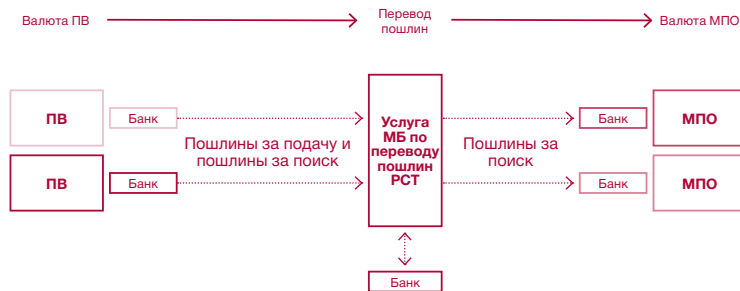 Валюта ПВ
Перевод
пошлин
Валюта МПО
ПВ
Банк
Услуга
МБ по
переводу
пошлин
PCT
Банк
МПО
Пошлины за подачу и
пошлины за поиск
Пошлины за
поиск
ПВ
Банк
Банк
МПО
Банк